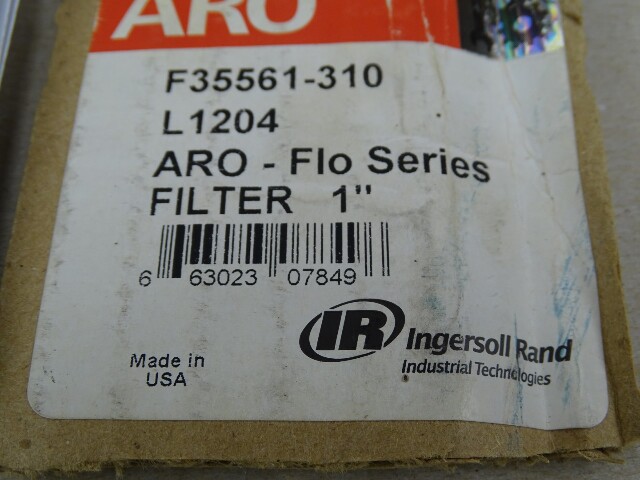 ARO
F35561-310
L1204
ARO - Flo Series
FILTER 1"
6 63023 07849
Made in
USA
IR Ingersoll Rand
Industrial Technologies